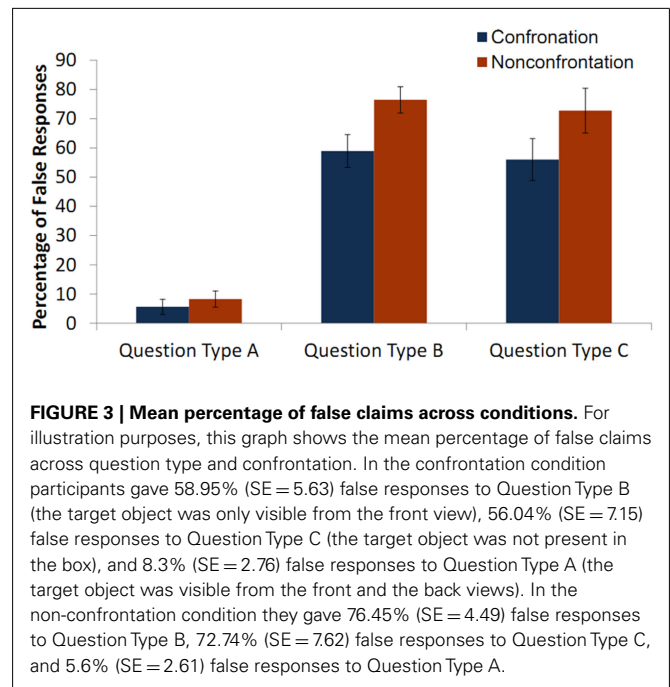 Confronation
Nonconfrontation
Percentage of False Responses
90
80
70
60
50
40
30
20
10
0
Question Type A
Question Type B
Question Type C
FIGURE 3 | Mean percentage of false claims across conditions. For
illustration purposes, this graph shows the mean percentage of false claims
across question type and confrontation. In the confrontation condition
participants gave 58.95% (SE = 5.63) false responses to Question Type B
(the target object was only visible from the front view), 56.04% (SE = 7.15)
false responses to Question Type C (the target object was not present in
the box), and 8.3% (SE = 2.76) false responses to Question Type A (the
target object was visible from the front and the back views). In the
non-confrontation condition they gave 76.45% (SE = 4.49) false responses
to Question Type B, 72.74% (SE = 7.62) false responses to Question Type C,
and 5.6% (SE = 2.61) false responses to Question Type A.